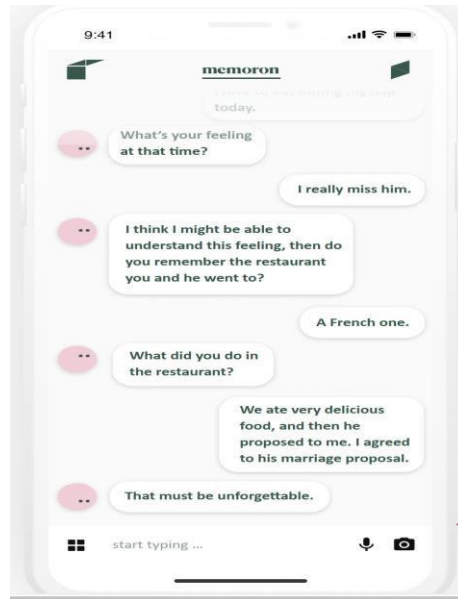 9:41
memoron
today.
What's your feeling
at that time?
I really miss him.
I think I might be able to
understand this feeling, then do
you remember the restaurant
you and he went to?
A French one.
What did you do in
the restaurant?
We ate very delicious
food, and then he
proposed to me. I agreed
to his marriage proposal.
That must be unforgettable.
start typing ...